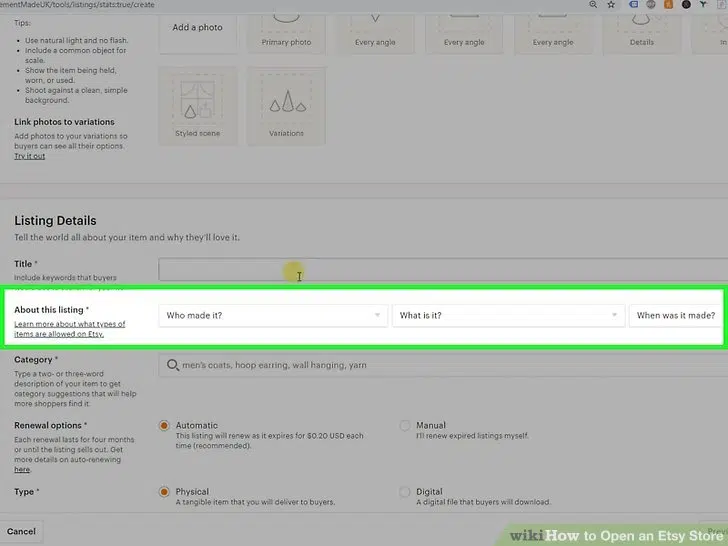 ementMadeUK/tools/listings/stats:true/create
Tips:
Use natural light and no flash.
Include a common object for
scale.
Show the item being held,
worn, or used.
Shoot against a clean, simple
background.
Add a photo
Primary photo
Every angle
Every angle
Every angle
Details
In
Styled scene
Variations
Link photos to variations
Add photos to your variations so
buyers can see all their options.
Try it out
Listing Details
Tell the world all about your item and why they'll love it.
Title *
Include keywords that buyers
About this listing *
Learn more about what types of
items are allowed on Etsy.
Who made it?
What is it?
When was it made?
Category *
Type a two- or three-word
description of your item to get
category suggestions that will help
more shoppers find it.
men's coats, hoop earring, wall hanging, yarn
Renewal options *
Each renewal lasts for four months
or until the listing sells out. Get
more details on auto-renewing
here.
Automatic
This listing will renew as it expires for $0.20 USD each
time (recommended).
Manual
I'll renew expired listings myself.
Type *
Physical
A tangible item that you will deliver to buyers.
Digital
A digital file that buyers will download.
Cancel
wikiHow to Open an Etsy Store